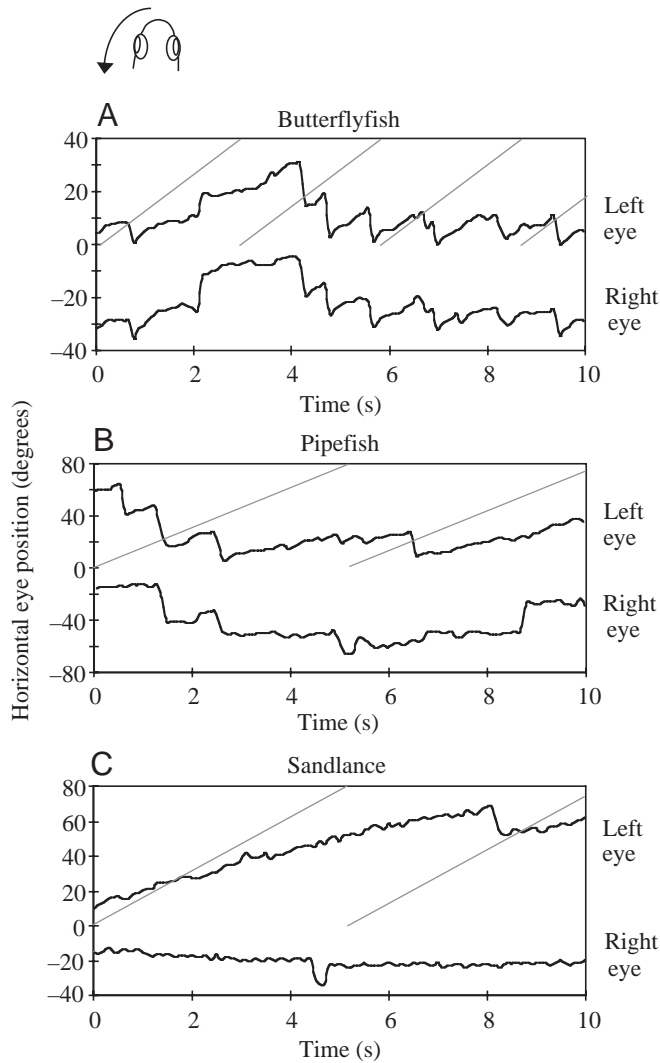 A
Butterflyfish
40
20
0
–20
–40
Left
eye
Right
eye
0 2 4 6 8 10
Time (s)
B
Pipefish
80
40
0
–40
–80
Left
eye
Right
eye
0 2 4 6 8 10
Time (s)
C
Sandlance
80
60
40
20
0
–20
–40
Left
eye
Right
eye
0 2 4 6 8 10
Time (s)
Horizontal eye position (degrees)